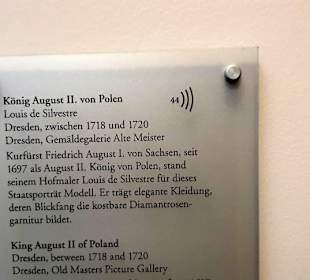 König August II. von Polen 44
Louis de Silvestre
Dresden, zwischen 1718 und 1720
Dresden, Gemäldegalerie Alte Meister
Kurfürst Friedrich August I. von Sachsen, seit
1697 als August II. König von Polen, stand
seinem Hofmaler Louis de Silvestre für dieses
Staatsporträt Modell. Er trägt elegante Kleidung,
deren Blickfang die kostbare Diamantrosen-
garnitur bildet.
King August II of Poland
Dresden, between 1718 and 1720
Dresden, Old Masters Picture Gallery